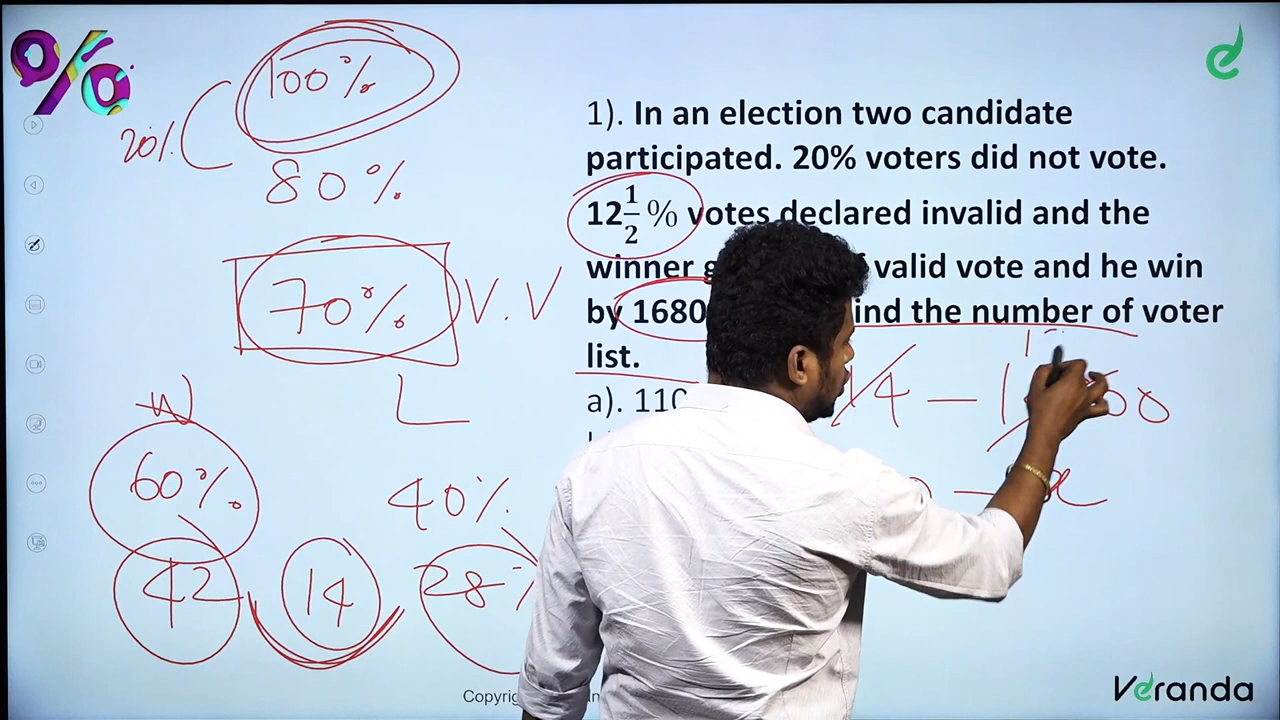 100%
20%
80%
70% V.V
W L
60% 40%
42 14 28%
1). In an election two candidate
participated. 20% voters did not vote.
12 1/2 % votes declared invalid and the
winner valid vote and he win
by 1680 find the number of voter
list.
a). 110
14 –
– x
Veranda